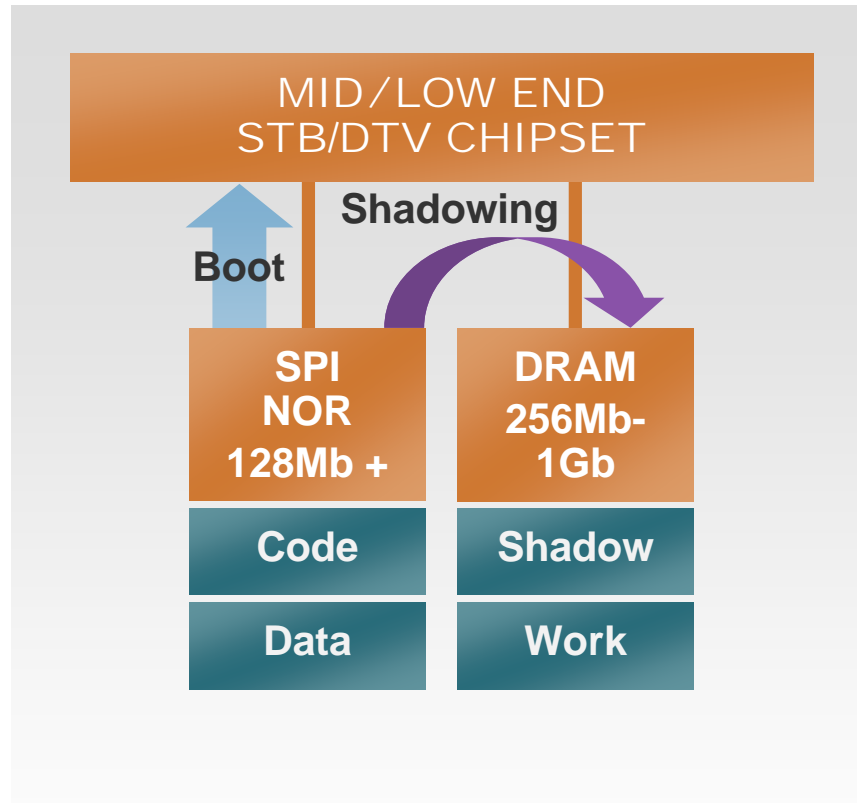 MID/LOW END
STB/DTV CHIPSET
Shadowing
Boot
SPI
NOR
128Mb +
DRAM
256Mb-
1Gb
Code
Shadow
Data
Work